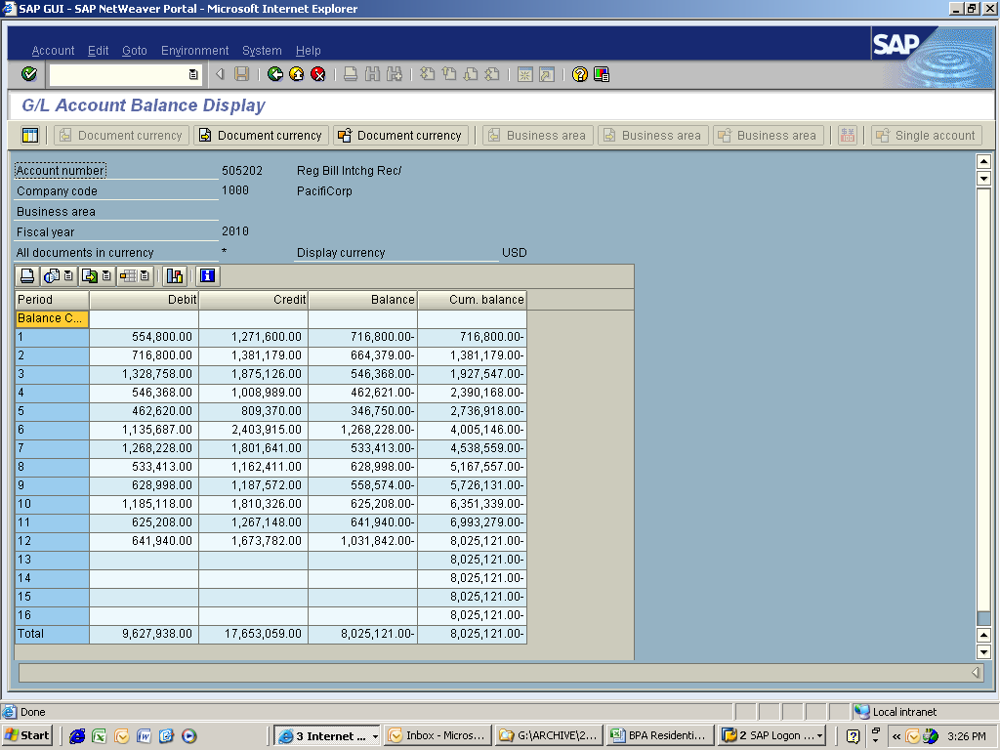 SAP GUI - SAP NetWeaver Portal - Microsoft Internet Explorer
Account Edit Goto Environment System Help
SAP
G/L Account Balance Display
Document currency Document currency Document currency Business area Business area Business area Single account
Account number 505202 Reg Bill Intchg Rec/
Company code 1000 PacifiCorp
Business area
Fiscal year 2010
All documents in currency * Display currency USD
Period Debit Credit Balance Cum. balance
Balance C...
1 554,800.00 1,271,600.00 716,800.00- 716,800.00-
2 716,800.00 1,381,179.00 664,379.00- 1,381,179.00-
3 1,328,758.00 1,875,126.00 546,368.00- 1,927,547.00-
4 546,368.00 1,008,989.00 462,621.00- 2,390,168.00-
5 462,620.00 809,370.00 346,750.00- 2,736,918.00-
6 1,135,687.00 2,403,915.00 1,268,228.00- 4,005,146.00-
7 1,268,228.00 1,801,641.00 533,413.00- 4,538,559.00-
8 533,413.00 1,162,411.00 628,998.00- 5,167,557.00-
9 628,998.00 1,187,572.00 558,574.00- 5,726,131.00-
10 1,185,118.00 1,810,326.00 625,208.00- 6,351,339.00-
11 625,208.00 1,267,148.00 641,940.00- 6,993,279.00-
12 641,940.00 1,673,782.00 1,031,842.00- 8,025,121.00-
13 8,025,121.00-
14 8,025,121.00-
15 8,025,121.00-
16 8,025,121.00-
Total 9,627,938.00 17,653,059.00 8,025,121.00- 8,025,121.00-
Done Local intranet
Start 3 Internet ... Inbox - Micros... G:\ARCHIVE\2... BPA Residenti... 2 SAP Logon ... « 3:26 PM